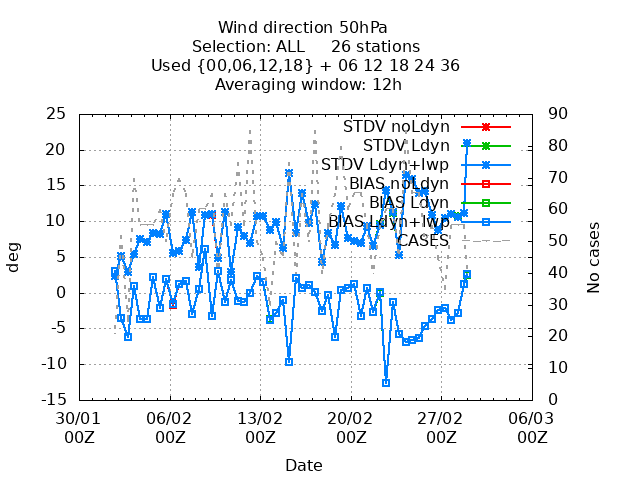 Wind direction 50hPa
Selection: ALL     26 stations
Used {00,06,12,18} + 06 12 18 24 36
Averaging window: 12h
25 90
STDV noLdyn
80
STDV Ldyn
20
STDV Ldyn+lwp
70
15
BIAS noLdyn
60
BIAS Ldyn
10
BIAS Ldyn+lwp
50
CASES
5
deg
No cases
40
0
30
-5
20
-10
10
-15 0
30/01 06/02 13/02 20/02 27/02 06/03
00Z 00Z 00Z 00Z 00Z 00Z
Date